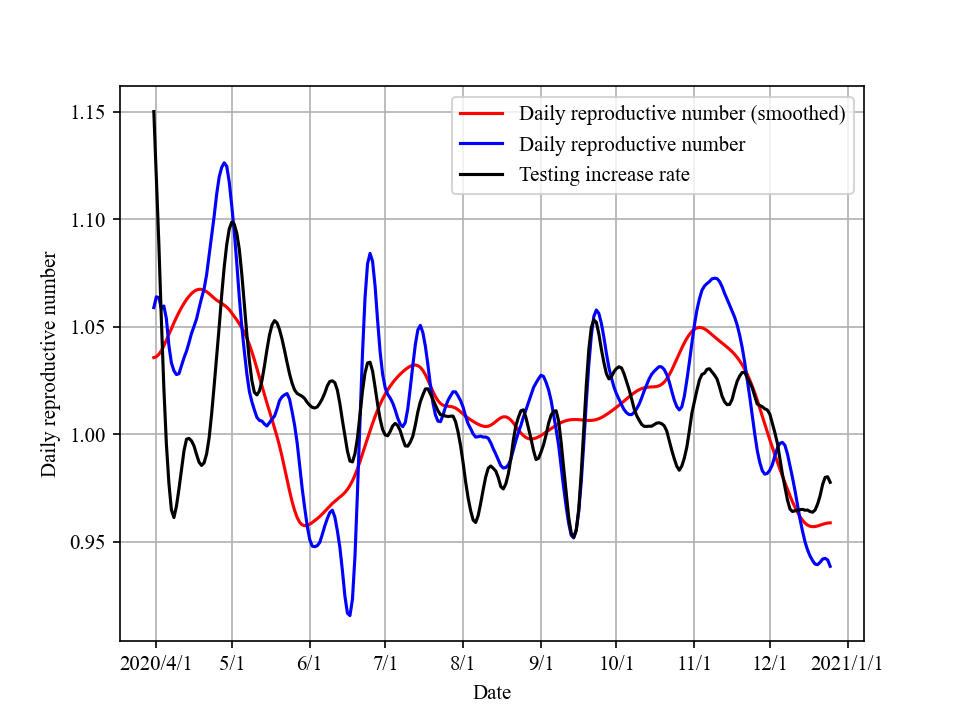 Daily reproductive number (smoothed)
Daily reproductive number
Testing increase rate
1.15
1.10
1.05
1.00
0.95
Daily reproductive number
2020/4/1 5/1 6/1 7/1 8/1 9/1 10/1 11/1 12/1 2021/1/1
Date